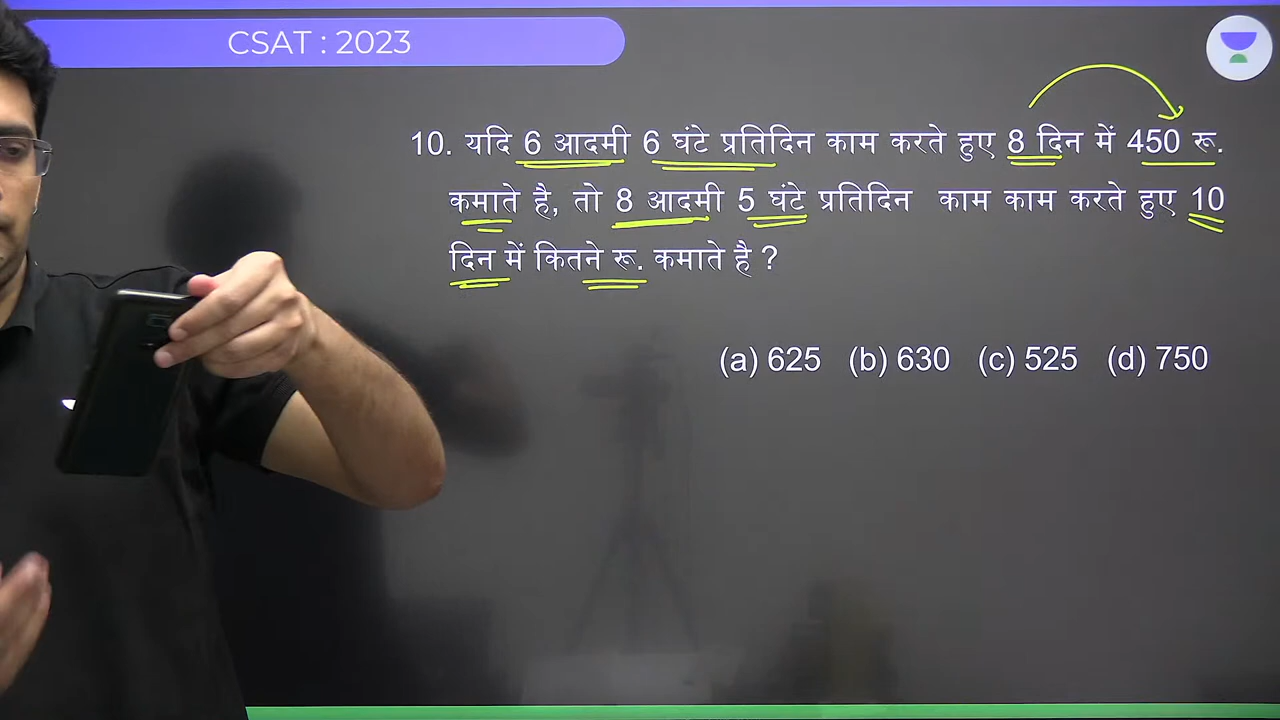 CSAT : 2023
10. यदि 6 आदमी 6 घंटे प्रतिदिन काम करते हुए 8 दिन में 450 रू.
कमाते है, तो 8 आदमी 5 घंटे प्रतिदिन काम काम करते हुए 10
दिन में कितने रू. कमाते है ?
(a) 625 (b) 630 (c) 525 (d) 750